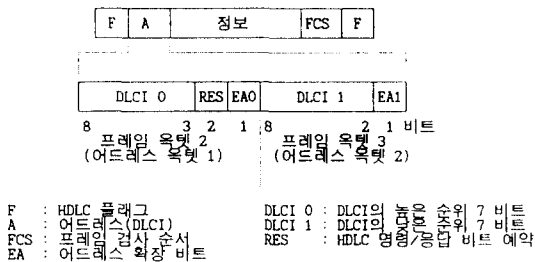 F A 정보 FCS F
DLCI 0 RES EA0 DLCI 1 EA1
8 3 2 1 8 2 1 비트
프레임 옥텟 2 프레임 옥텟 3
(어드레스 옥텟 1) (어드레스 옥텟 2)
F : HDLC 플래그 DLCI 0 : DLCI의 높은 순위 7 비트
A : 어드레스(DLCI) DLCI 1 : DLCI의 낮은 순위 7 비트
FCS : 프레임 검사 순서 RES : HDLC 명령/응답 비트 예약
EA : 어드레스 확장 비트